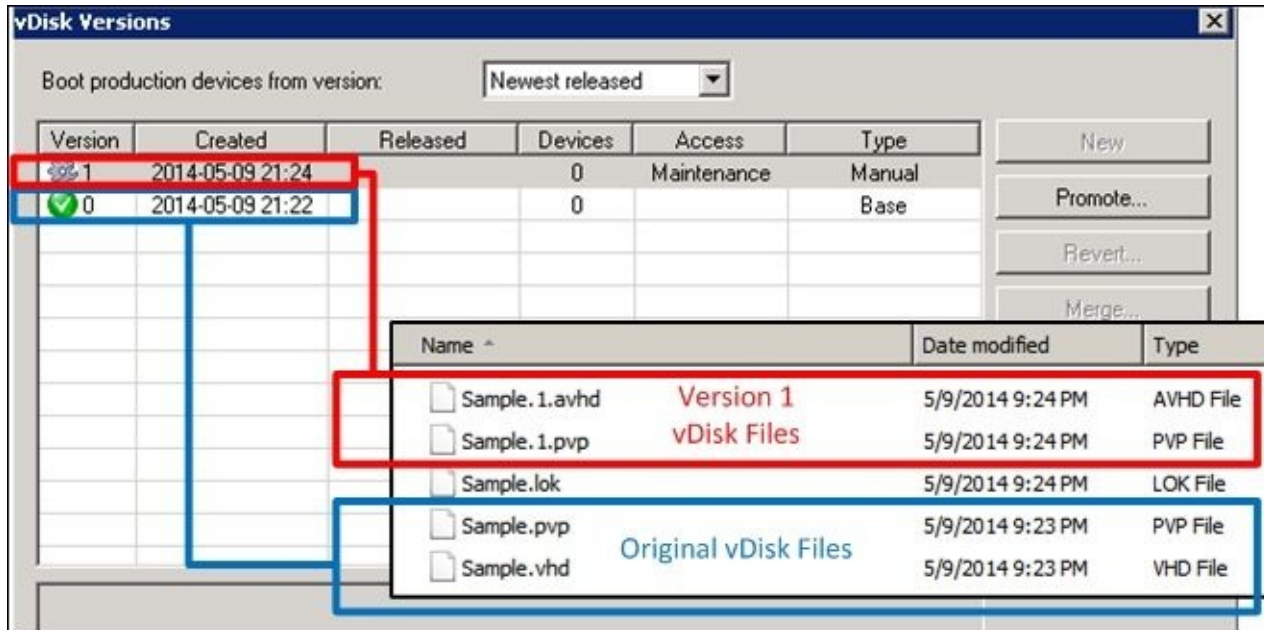 vDisk Versions
Boot production devices from version: Newest released
Version Created Released Devices Access Type
1 2014-05-09 21:24 0 Maintenance Manual
0 2014-05-09 21:22 0 Base
New
Promote...
Revert...
Merge...
Name Date modified Type
Sample.1.avhd 5/9/2014 9:24 PM AVHD File
Sample.1.pvp 5/9/2014 9:24 PM PVP File
Version 1
vDisk Files
Sample.lok 5/9/2014 9:24 PM LOK File
Sample.pvp 5/9/2014 9:23 PM PVP File
Original vDisk Files
Sample.vhd 5/9/2014 9:23 PM VHD File